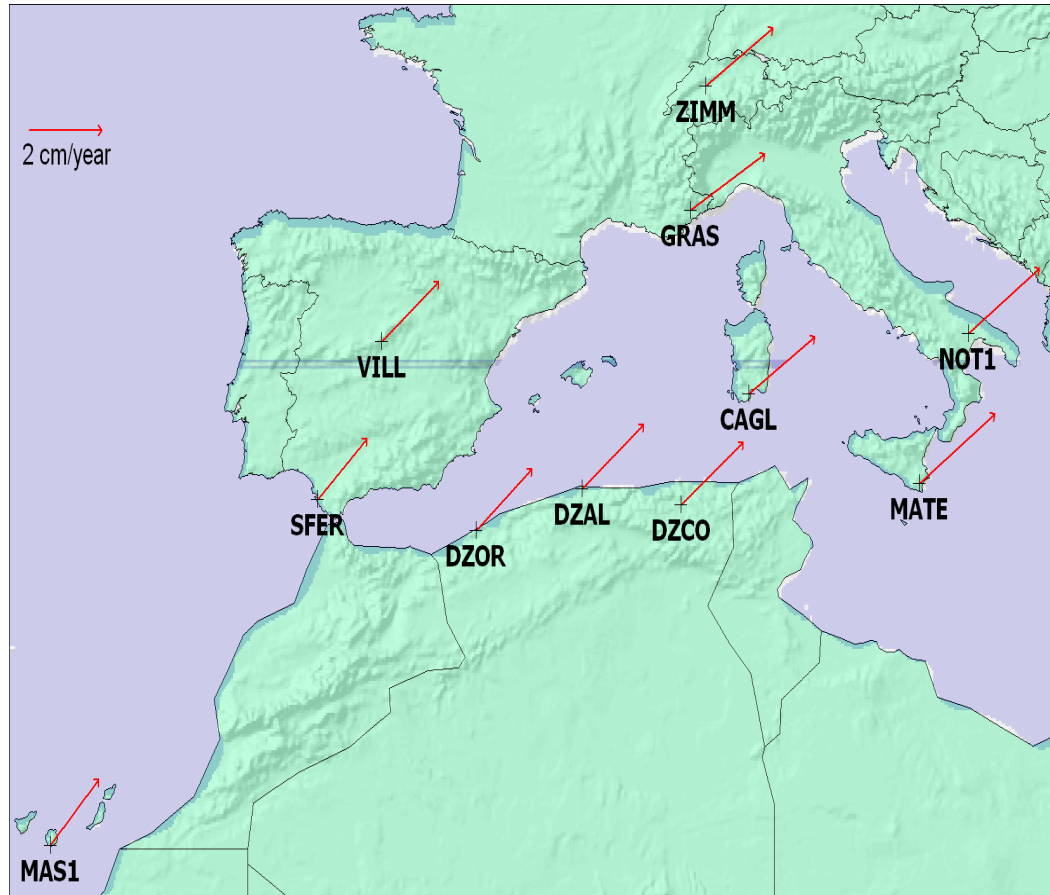 ZIMM
2 cm/year
GRAS
VILL
NOT1
CAGL
SFER
DZAL
DZCO
MATE
DZOR
MAS1